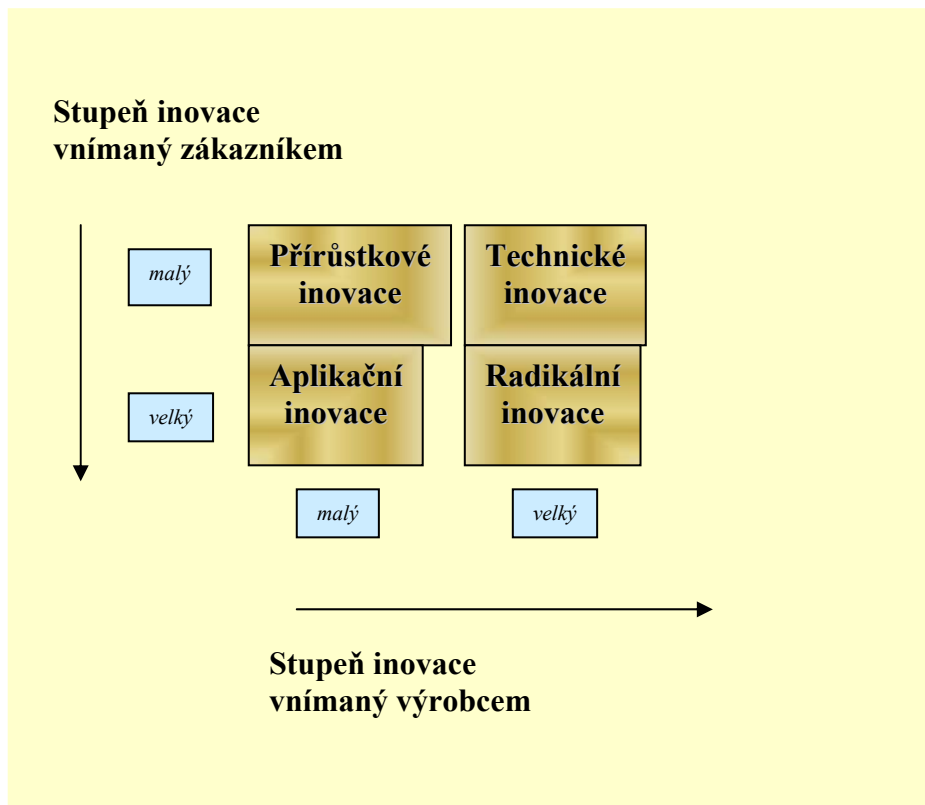 Stupeň inovace
vnímaný zákazníkem
malý
Přírůstkové
inovace
Technické
inovace
velký
Aplikační
inovace
Radikální
inovace
malý
velký
Stupeň inovace
vnímaný výrobcem